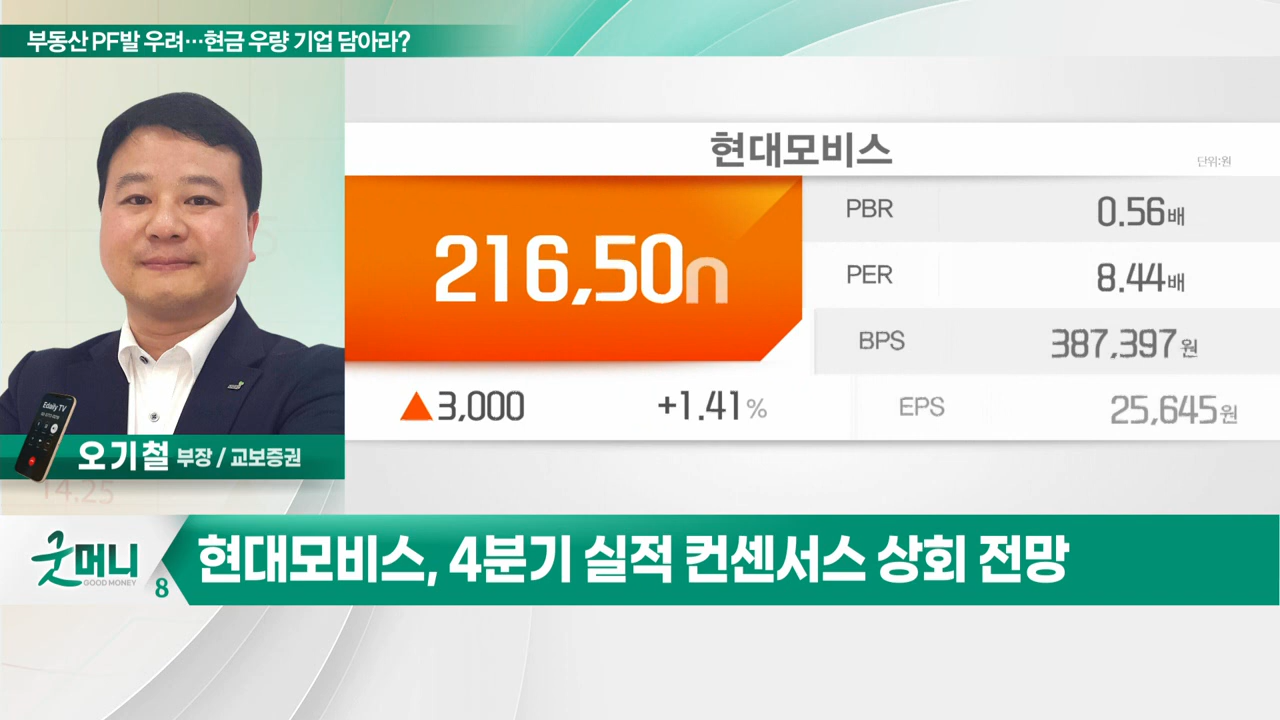 부동산 PF발 우려…현금 우량 기업 담아라?
현대모비스
단위:원
216,50
▲3,000
+1.41%
PBR 0.56배
PER 8.44배
BPS 387,397원
EPS 25,645원
Edaily TV
오기철 부장 / 교보증권
14.25
굿머니
GOOD MONEY
8
현대모비스, 4분기 실적 컨센서스 상회 전망